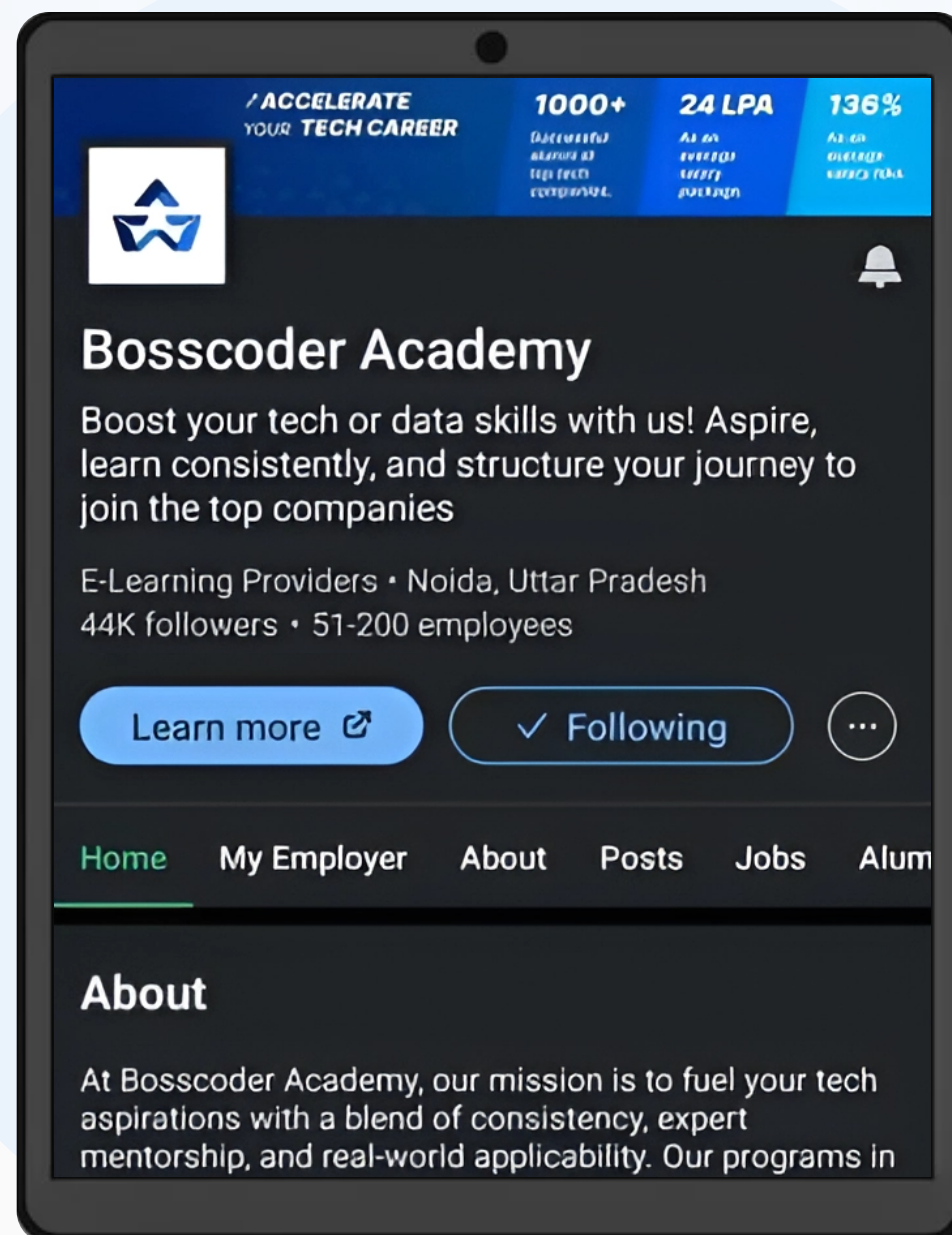 / ACCELERATE
YOUR TECH CAREER
1000+
24 LPA
136%
Bosscoder Academy
Boost your tech or data skills with us! Aspire,
learn consistently, and structure your journey to
join the top companies
E-Learning Providers • Noida, Uttar Pradesh
44K followers • 51-200 employees
Learn more
Following
Home My Employer About Posts Jobs Alum
About
At Bosscoder Academy, our mission is to fuel your tech
aspirations with a blend of consistency, expert
mentorship, and real-world applicability. Our programs in